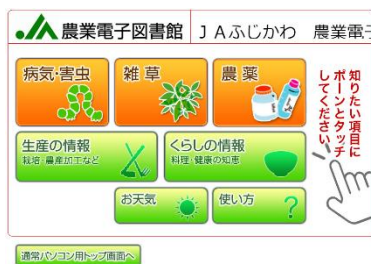 JA 農業電子図書館 JAふじかわ 農業電子
病気・害虫
雑草
農薬
知りたい項目に
ポーンとタッチ
してください
生産の情報
栽培・農産加工など
くらしの情報
料理・健康の知恵
お天気
使い方
?
通常パソコン用トップ画面へ